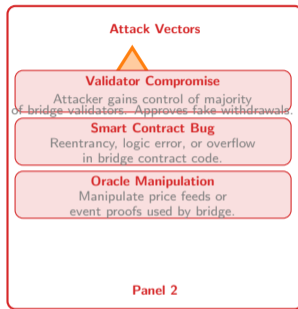 Attack Vectors
Validator Compromise
Attacker gains control of majority
of bridge validators. Approves fake withdrawals.
Smart Contract Bug
Reentrancy, logic error, or overflow
in bridge contract code.
Oracle Manipulation
Manipulate price feeds or
event proofs used by bridge.
Panel 2